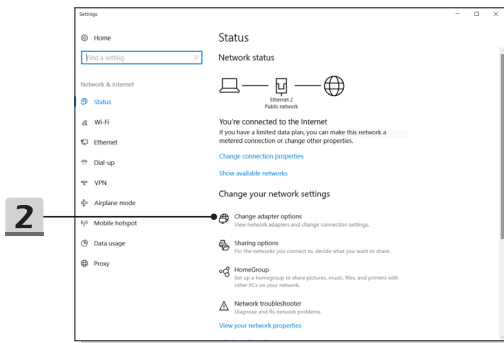 Settings
Home
Find a setting
Network & Internet
Status
Wi-Fi
Ethernet
Dial-up
VPN
Airplane mode
Mobile hotspot
Data usage
Proxy
2
Status
Network status
Ethernet 2
Public network
You're connected to the Internet
If you have a limited data plan, you can make this network a
metered connection or change other properties.
Change connection properties
Show available networks
Change your network settings
Change adapter options
View network adapters and change connection settings.
Sharing options
For the networks you connect to, decide what you want to share.
HomeGroup
Set up a homegroup to share pictures, music, files, and printers with
other PCs on your network.
Network troubleshooter
Diagnose and fix network problems.
View your network properties